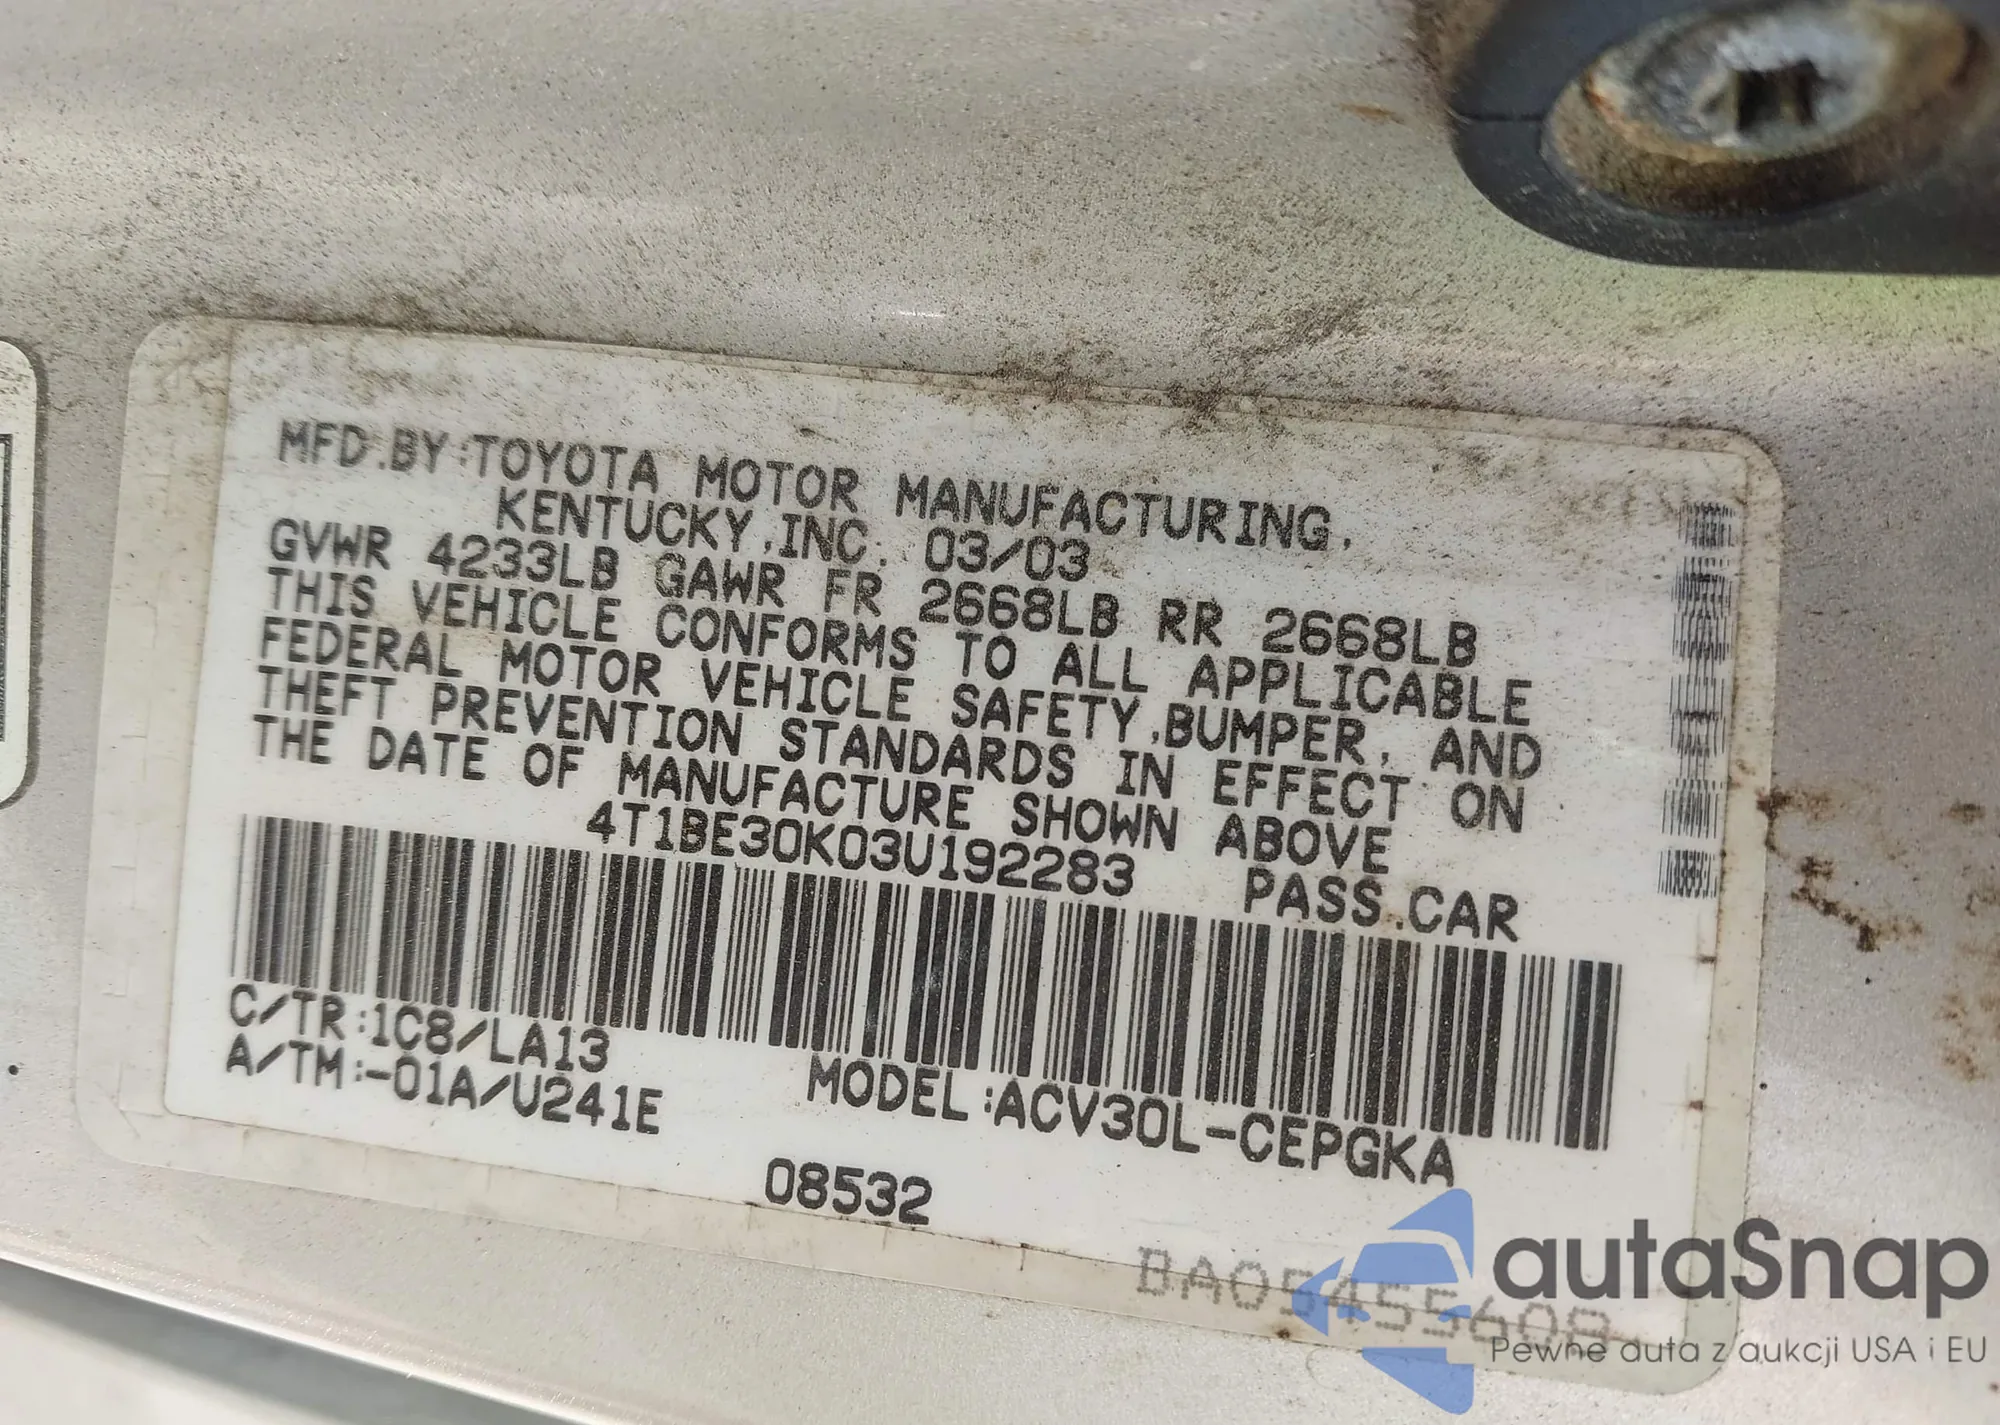 MFD.BY:TOYOTA MOTOR MANUFACTURING,
KENTUCKY,INC. 03/03
GVWR 4233LB GAWR FR 2668LB RR 2668LB
THIS VEHICLE CONFORMS TO ALL APPLICABLE
FEDERAL MOTOR VEHICLE SAFETY,BUMPER, AND
THEFT PREVENTION STANDARDS IN EFFECT ON
THE DATE OF MANUFACTURE SHOWN ABOVE
4T1BE30K03U192283 PASS.CAR
C/TR:1C8/LA13
A/TM:-01A/U241E MODEL:ACV30L-CEPGKA
08532
BA05455608
autaSnap
Pewne auta z aukcji USA i EU